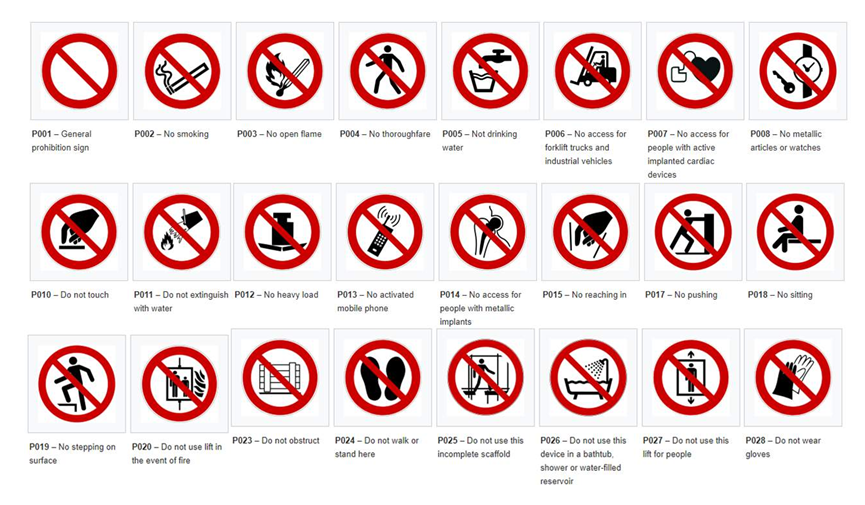 P001 – General
prohibition sign
P002 – No smoking
P003 – No open flame
P004 – No thoroughfare
P005 – Not drinking
water
P006 – No access for
forklift trucks and
industrial vehicles
P007 – No access for
people with active
implanted cardiac
devices
P008 – No metallic
articles or watches
P010 – Do not touch
P011 – Do not extinguish
with water
P012 – No heavy load
P013 – No activated
mobile phone
P014 – No access for
people with metallic
implants
P015 – No reaching in
P017 – No pushing
P018 – No sitting
P019 – No stepping on
surface
P020 – Do not use lift in
the event of fire
P023 – Do not obstruct
P024 – Do not walk or
stand here
P025 – Do not use this
incomplete scaffold
P026 – Do not use this
device in a bathtub,
shower or water-filled
reservoir
P027 – Do not use this
lift for people
P028 – Do not wear
gloves